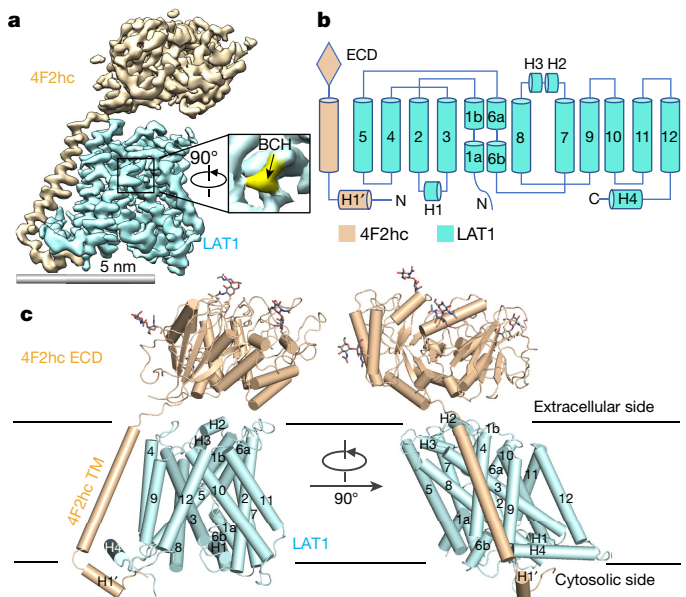 a
4F2hc
90°
BCH
LAT1
5 nm
b
ECD
H3 H2
5 4 2 3 1b 6a 8 7 9 10 11 12
1a 6b
H1′ N H1 N C H4
4F2hc LAT1
c
4F2hc ECD
Extracellular side
4F2hc TM
H2
H3 6a
1b
4
9 12 5 10 2 11
3 7
1a
6b
H4 8 H1
H1′
LAT1
90°
H2 1b
H3 4
7 6a 10
5 8 3 11 12
2 9
1a
6b H1
H4
H1′
Cytosolic side